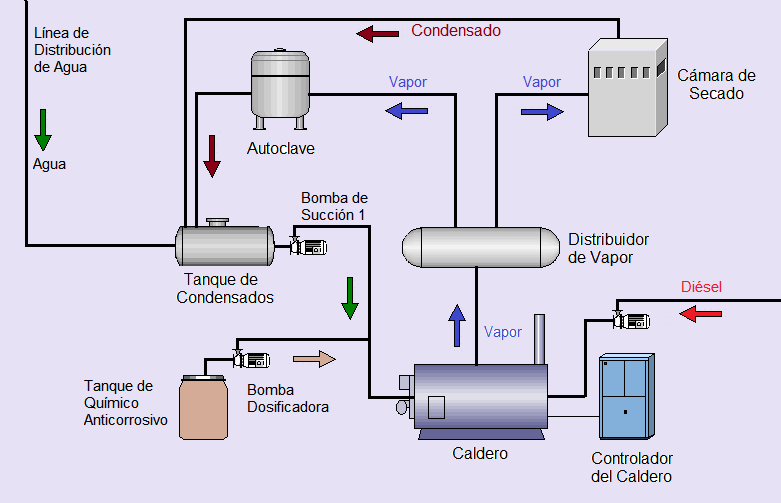 Línea de
Distribución
de Agua
Agua
Condensado
Vapor
Vapor
Cámara de
Secado
Autoclave
Bomba de
Succión 1
Tanque de
Condensados
Distribuidor
de Vapor
Diésel
Vapor
Tanque de
Químico
Anticorrosivo
Bomba
Dosificadora
Caldero
Controlador
del Caldero